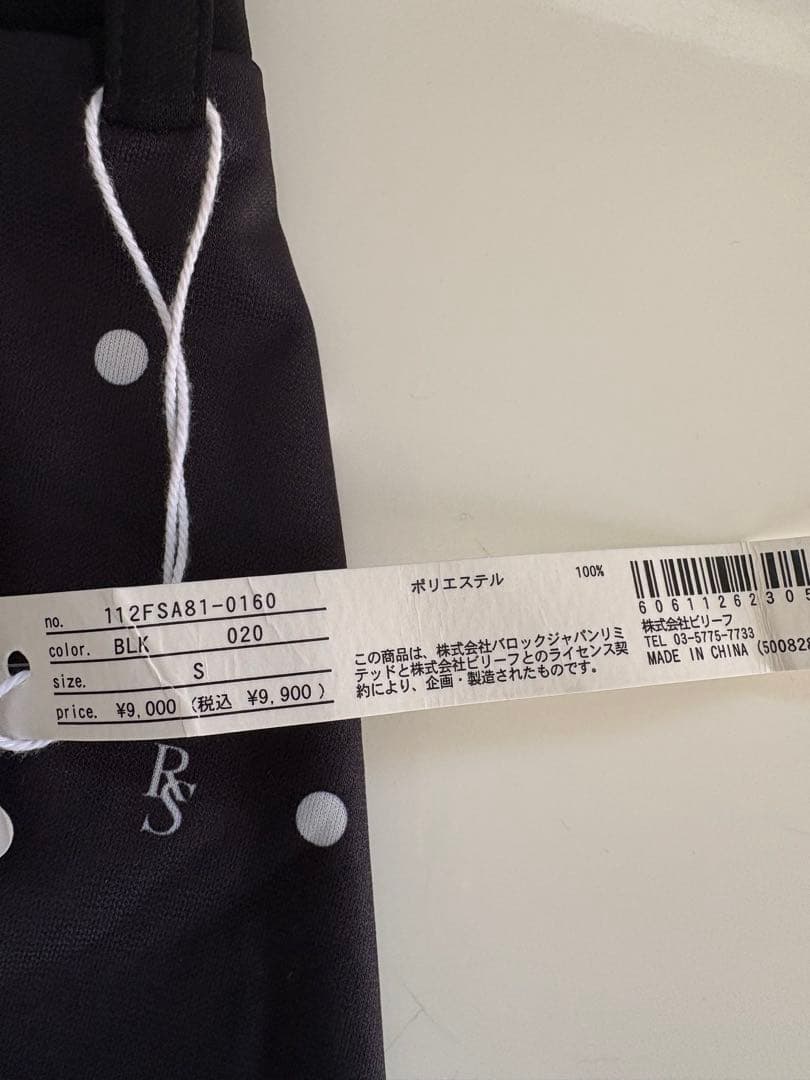 no. 112FSA81-0160
color. BLK 020
size. S
price. ¥9,000 (税込 ¥9,900 )
ポリエステル 100%
この商品は、株式会社バロックジャパンリミ
テッドと株式会社ビリーフとのライセンス契
約により、企画・製造されたものです。
60611262305
株式会社ビリーフ
TEL 03-5775-7733
MADE IN CHINA (500828
RS